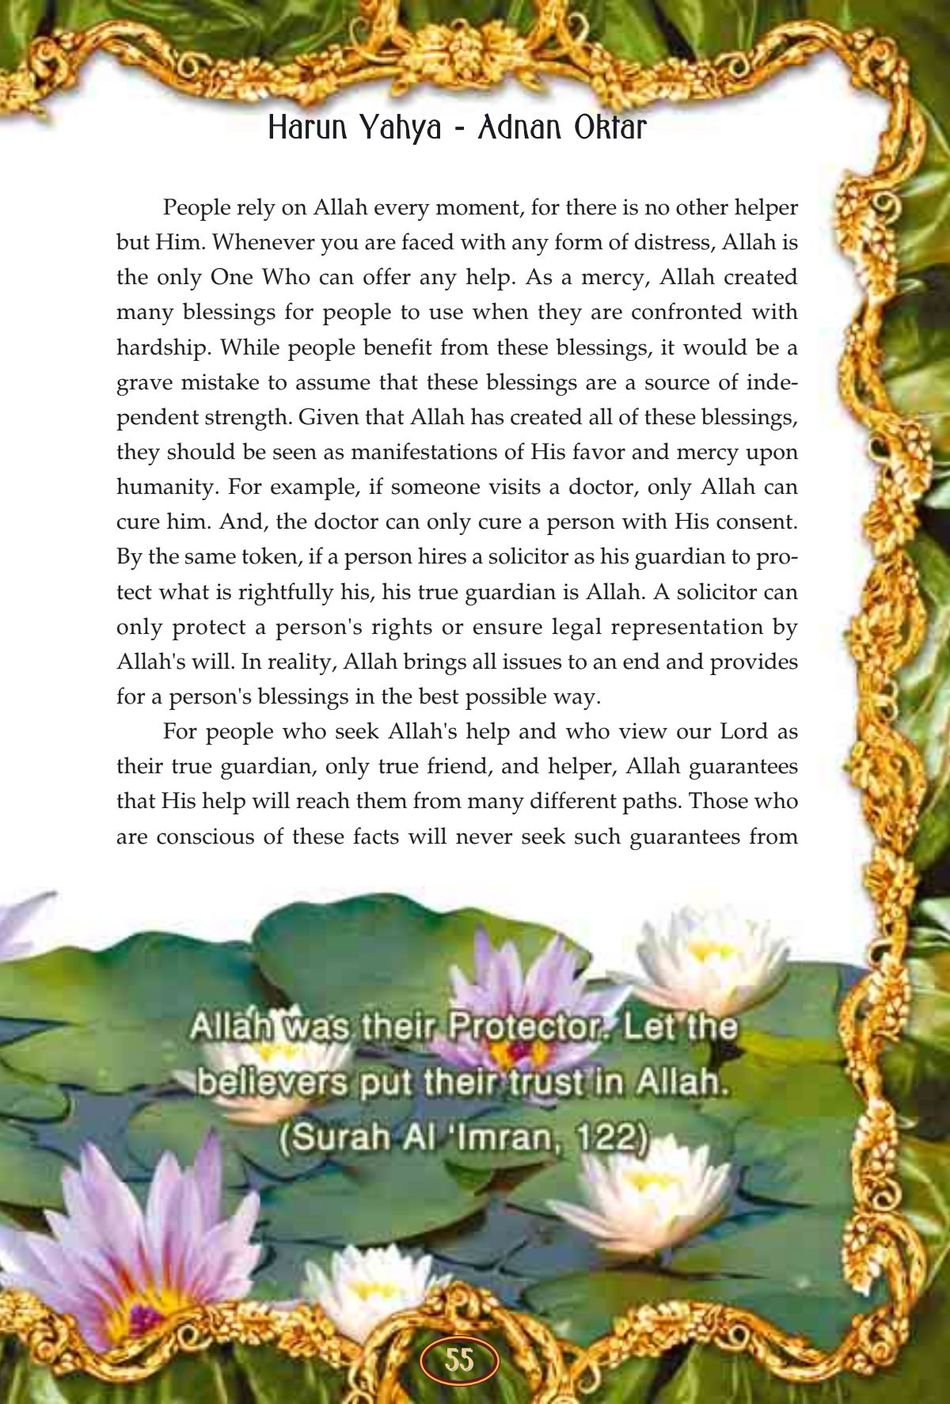 Harun Yahya - Adnan Oktar
People rely on Allah every moment, for there is no other helper
but Him. Whenever you are faced with any form of distress, Allah is
the only One Who can offer any help. As a mercy, Allah created
many blessings for people to use when they are confronted with
hardship. While people benefit from these blessings, it would be a
grave mistake to assume that these blessings are a source of inde-
pendent strength. Given that Allah has created all of these blessings,
they should be seen as manifestations of His favor and mercy upon
humanity. For example, if someone visits a doctor, only Allah can
cure him. And, the doctor can only cure a person with His consent.
By the same token, if a person hires a solicitor as his guardian to pro-
tect what is rightfully his, his true guardian is Allah. A solicitor can
only protect a person's rights or ensure legal representation by
Allah's will. In reality, Allah brings all issues to an end and provides
for a person's blessings in the best possible way.
For people who seek Allah's help and who view our Lord as
their true guardian, only true friend, and helper, Allah guarantees
that His help will reach them from many different paths. Those who
are conscious of these facts will never seek such guarantees from
Allah was their Protector. Let the
believers put their trust in Allah.
(Surah Al 'Imran, 122)
55